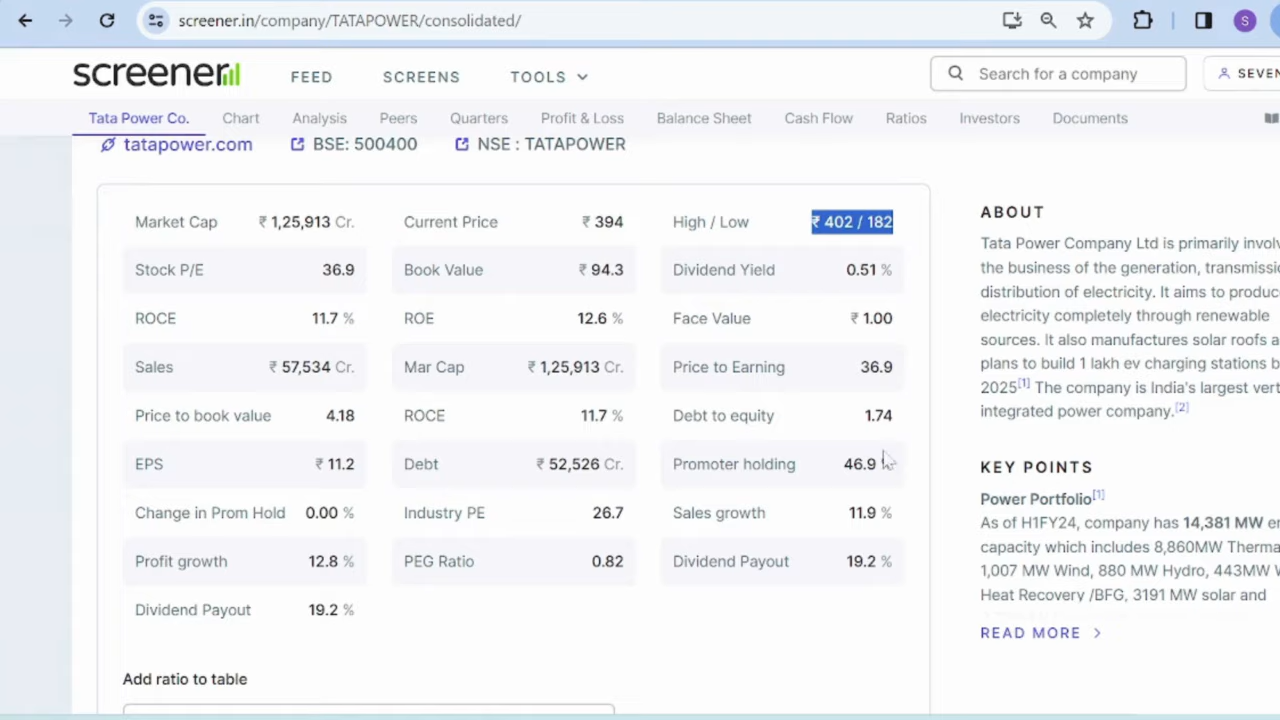 screener.in/company/TATAPOWER/consolidated/
S
screener
FEED
SCREENS
TOOLS
Search for a company
SEVEN
Tata Power Co.
Chart
Analysis
Peers
Quarters
Profit & Loss
Balance Sheet
Cash Flow
Ratios
Investors
Documents
tatapower.com
BSE: 500400
NSE : TATAPOWER
Market Cap ₹ 1,25,913 Cr.
Current Price ₹ 394
High / Low ₹ 402 / 182
Stock P/E 36.9
Book Value ₹ 94.3
Dividend Yield 0.51 %
ROCE 11.7 %
ROE 12.6 %
Face Value ₹ 1.00
Sales ₹ 57,534 Cr.
Mar Cap ₹ 1,25,913 Cr.
Price to Earning 36.9
Price to book value 4.18
ROCE 11.7 %
Debt to equity 1.74
EPS ₹ 11.2
Debt ₹ 52,526 Cr.
Promoter holding 46.9
Change in Prom Hold 0.00 %
Industry PE 26.7
Sales growth 11.9 %
Profit growth 12.8 %
PEG Ratio 0.82
Dividend Payout 19.2 %
Dividend Payout 19.2 %
Add ratio to table
ABOUT
Tata Power Company Ltd is primarily
the business of the generation,
distribution of electricity. It aims to
electricity completely through renewable
sources. It also manufactures solar roofs
plans to build 1 lakh ev charging stations
2025[1] The company is India's largest
integrated power company.[2]
KEY POINTS
Power Portfolio[1]
As of H1FY24, company has 14,381 MW
capacity which includes 8,860MW
1,007 MW Wind, 880 MW Hydro, 443MW
Heat Recovery /BFG, 3191 MW solar and
READ MORE